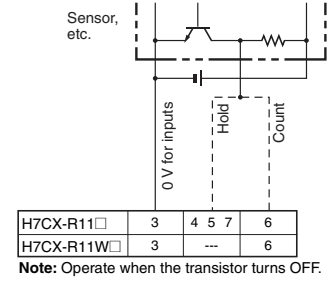 Sensor,
etc.
0 V for inputs
Hold
Count
H7CX-R11□ 3 4 5 7 6
H7CX-R11W□ 3 --- 6
Note: Operate when the transistor turns OFF.